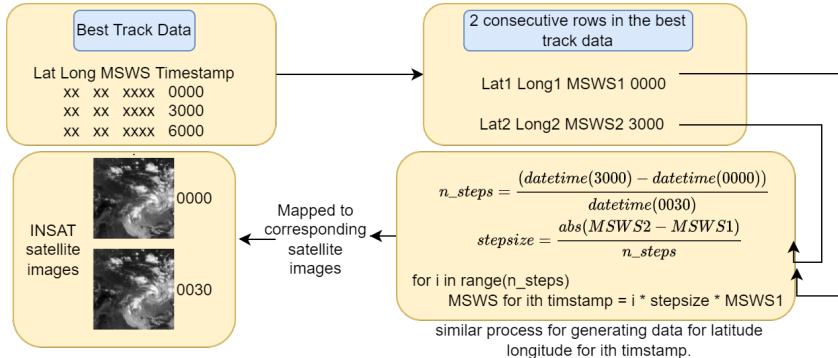 Best Track Data
Lat Long MSWS Timestamp
xx xx xxxx 0000
xx xx xxxx 3000
xx xx xxxx 6000
2 consecutive rows in the best
track data
Lat1 Long1 MSWS1 0000
Lat2 Long2 MSWS2 3000
n_steps = (datetime(3000) − datetime(0000)) / datetime(0030)
stepsize = abs(MSWS2 − MSWS1) / n_steps
for i in range(n_steps)
MSWS for ith timstamp = i * stepsize * MSWS1
similar process for generating data for latitude
longitude for ith timstamp.
Mapped to
corresponding
satellite
images
INSAT
satellite
images
0000
0030